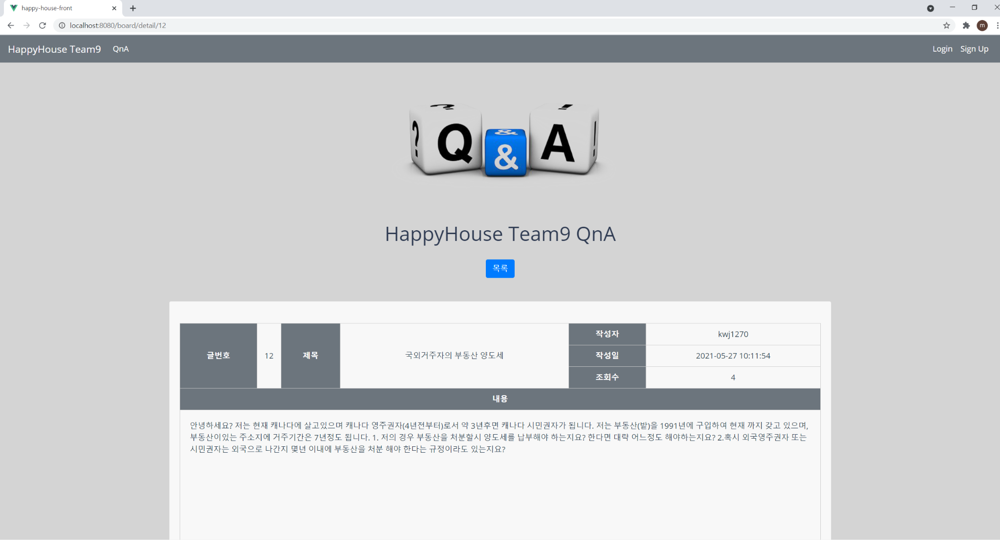 happy-house-front
localhost:8080/board/detail/12
m
HappyHouse Team9 QnA Login Sign Up
? ? Q & & A ! !
HappyHouse Team9 QnA
목록
글번호 12 제목 국외거주자의 부동산 양도세
작성자 kwj1270
작성일 2021-05-27 10:11:54
조회수 4
내용
안녕하세요? 저는 현재 캐나다에 살고있으며 캐나다 영주권자(4년전부터)로서 약 3년후면 캐나다 시민권자가 됩니다. 저는 부동산(밭)을 1991년에 구입하여 현재 까지 갖고 있으며,
부동산이있는 주소지에 거주기간은 7년정도 됩니다. 1. 저의 경우 부동산을 처분할시 양도세를 납부해야 하는지요? 한다면 대략 어느정도 해야하는지요? 2.혹시 외국영주권자 또는
시민권자는 외국으로 나간지 몇년 이내에 부동산을 처분 해야 한다는 규정이라도 있는지요?